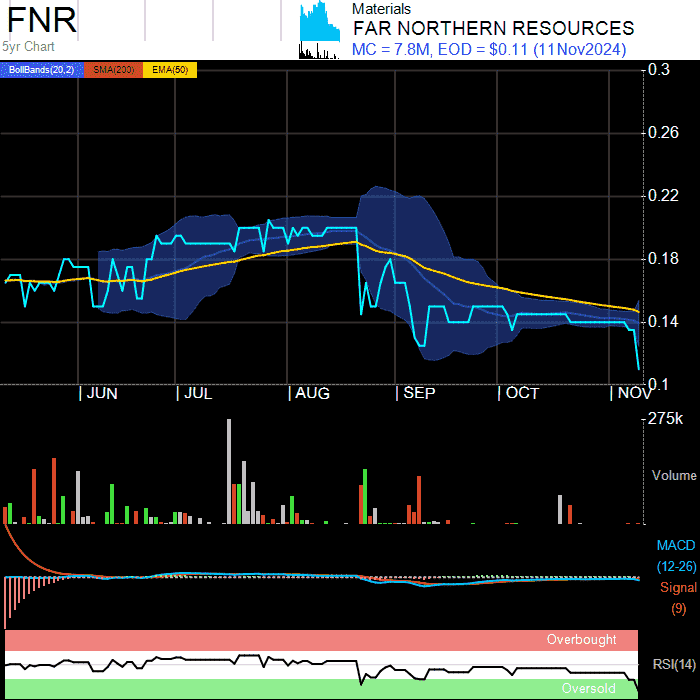 FNR
5yr Chart
Materials
FAR NORTHERN RESOURCES
MC = 7.8M, EOD = $0.11 (11Nov2024)
BollBands(20,2) SMA(200) EMA(50)
0.3
0.26
0.22
0.18
0.14
0.1
JUN JUL AUG SEP OCT NOV
275k
Volume
MACD
(12-26)
Signal
(9)
Overbought
RSI(14)
Oversold